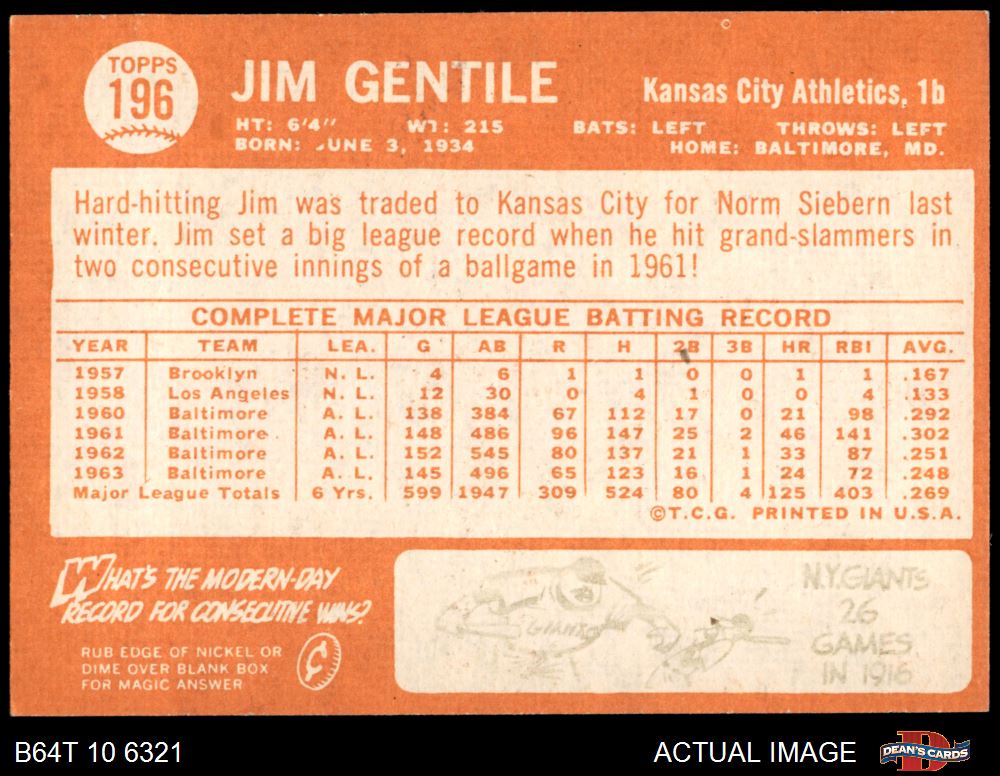 TOPPS
196
JIM GENTILE
Kansas City Athletics, 1b
HT: 6'4" WT: 215 BATS: LEFT THROWS: LEFT
BORN: JUNE 3, 1934 HOME: BALTIMORE, MD.
Hard-hitting Jim was traded to Kansas City for Norm Siebern last
winter. Jim set a big league record when he hit grand-slammers in
two consecutive innings of a ballgame in 1961!
COMPLETE MAJOR LEAGUE BATTING RECORD
YEAR TEAM LEA. G AB R H 2B 3B HR RBI AVG.
1957 Brooklyn N. L. 4 6 1 1 0 0 1 1 .167
1958 Los Angeles N. L. 12 30 0 4 1 0 0 4 .133
1960 Baltimore A. L. 138 384 67 112 17 0 21 98 .292
1961 Baltimore A. L. 148 486 96 147 25 2 46 141 .302
1962 Baltimore A. L. 152 545 80 137 21 1 33 87 .251
1963 Baltimore A. L. 145 496 65 123 16 1 24 72 .248
Major League Totals 6 Yrs. 599 1947 309 524 80 4 125 403 .269
©T.C.G. PRINTED IN U.S.A.
WHAT'S THE MODERN-DAY
RECORD FOR CONSECUTIVE WINS?
RUB EDGE OF NICKEL OR
DIME OVER BLANK BOX
FOR MAGIC ANSWER
¢
GIANTS
N.Y. GIANTS
26
GAMES
IN 1916
B64T 10 6321
ACTUAL IMAGE
D
DEAN'S CARDS